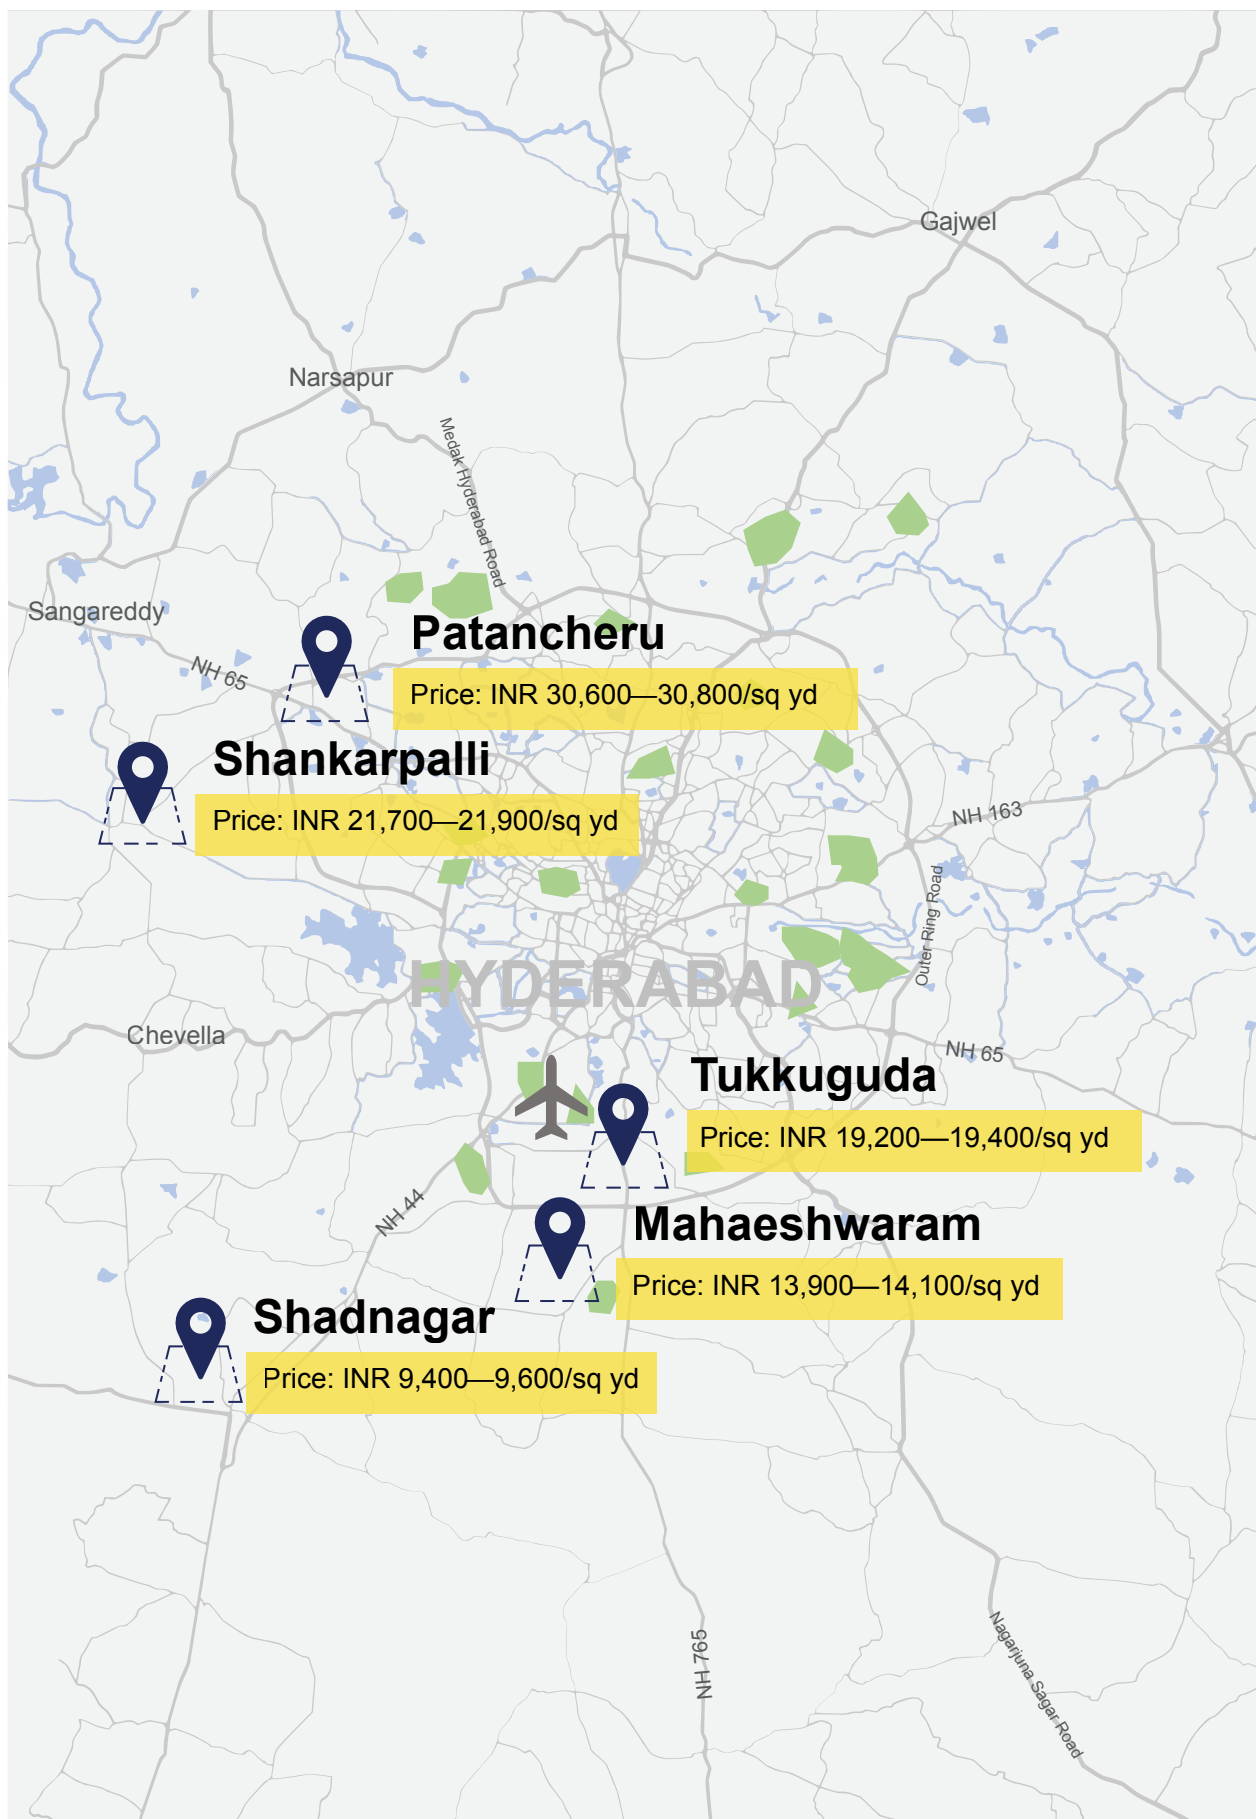 Gajwel
Narsapur
Medak Hyderabad Road
Sangareddy
NH 65
Patancheru
Price: INR 30,600—30,800/sq yd
Shankarpalli
Price: INR 21,700—21,900/sq yd
NH 163
Outer Ring Road
HYDERABAD
Chevella
NH 65
Tukkuguda
Price: INR 19,200—19,400/sq yd
NH 44
Mahaeshwaram
Price: INR 13,900—14,100/sq yd
Shadnagar
Price: INR 9,400—9,600/sq yd
NH 765
Nagarjuna Sagar Road